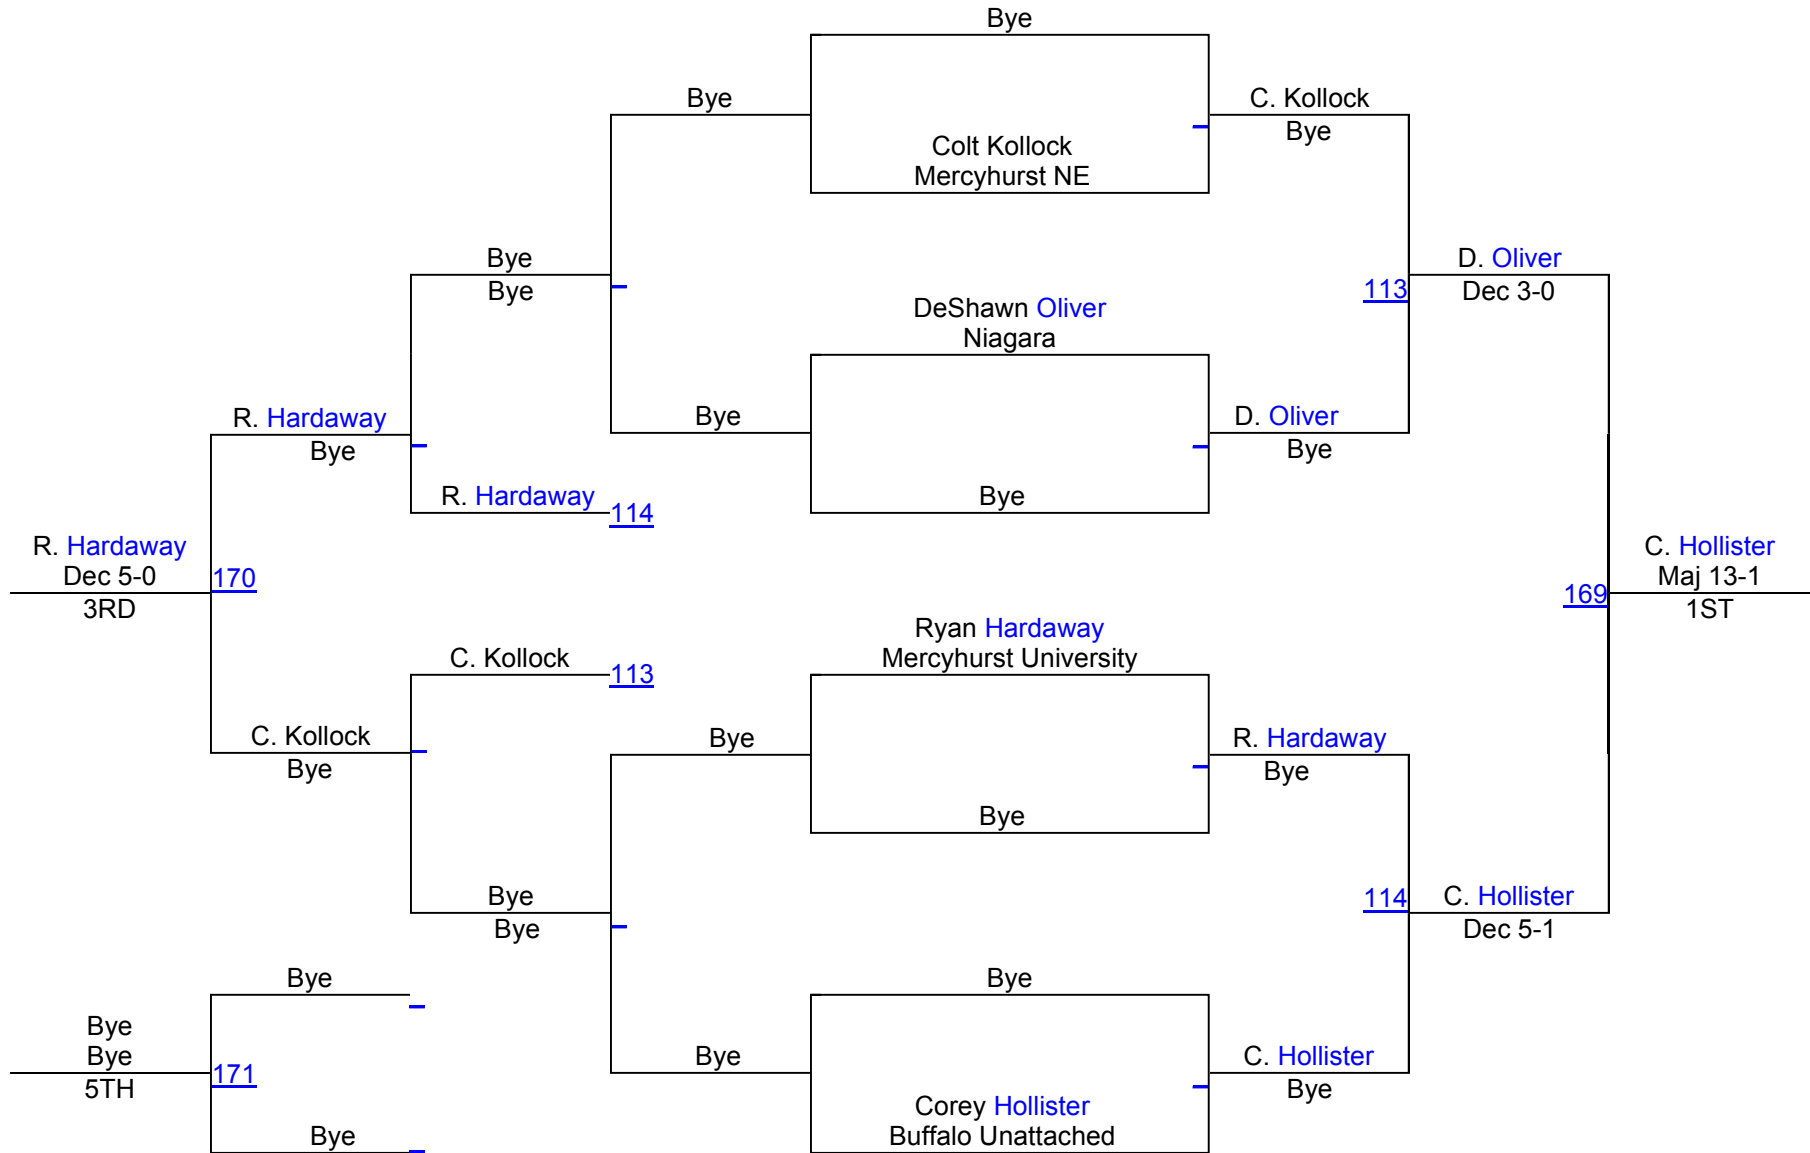 Bye
Bye
C. Kollock
Bye
Colt Kollock
Mercyhurst NE
Bye
Bye
D. Oliver
Dec 3-0
113
DeShawn Oliver
Niagara
R. Hardaway
Bye
Bye
D. Oliver
Bye
R. Hardaway
114
Bye
R. Hardaway
Dec 5-0
3RD
170
C. Hollister
Maj 13-1
1ST
169
Ryan Hardaway
Mercyhurst University
C. Kollock
113
C. Kollock
Bye
Bye
R. Hardaway
Bye
Bye
Bye
Bye
114
C. Hollister
Dec 5-1
Bye
Bye
Bye
Bye
5TH
171
Bye
C. Hollister
Bye
Corey Hollister
Buffalo Unattached
Bye